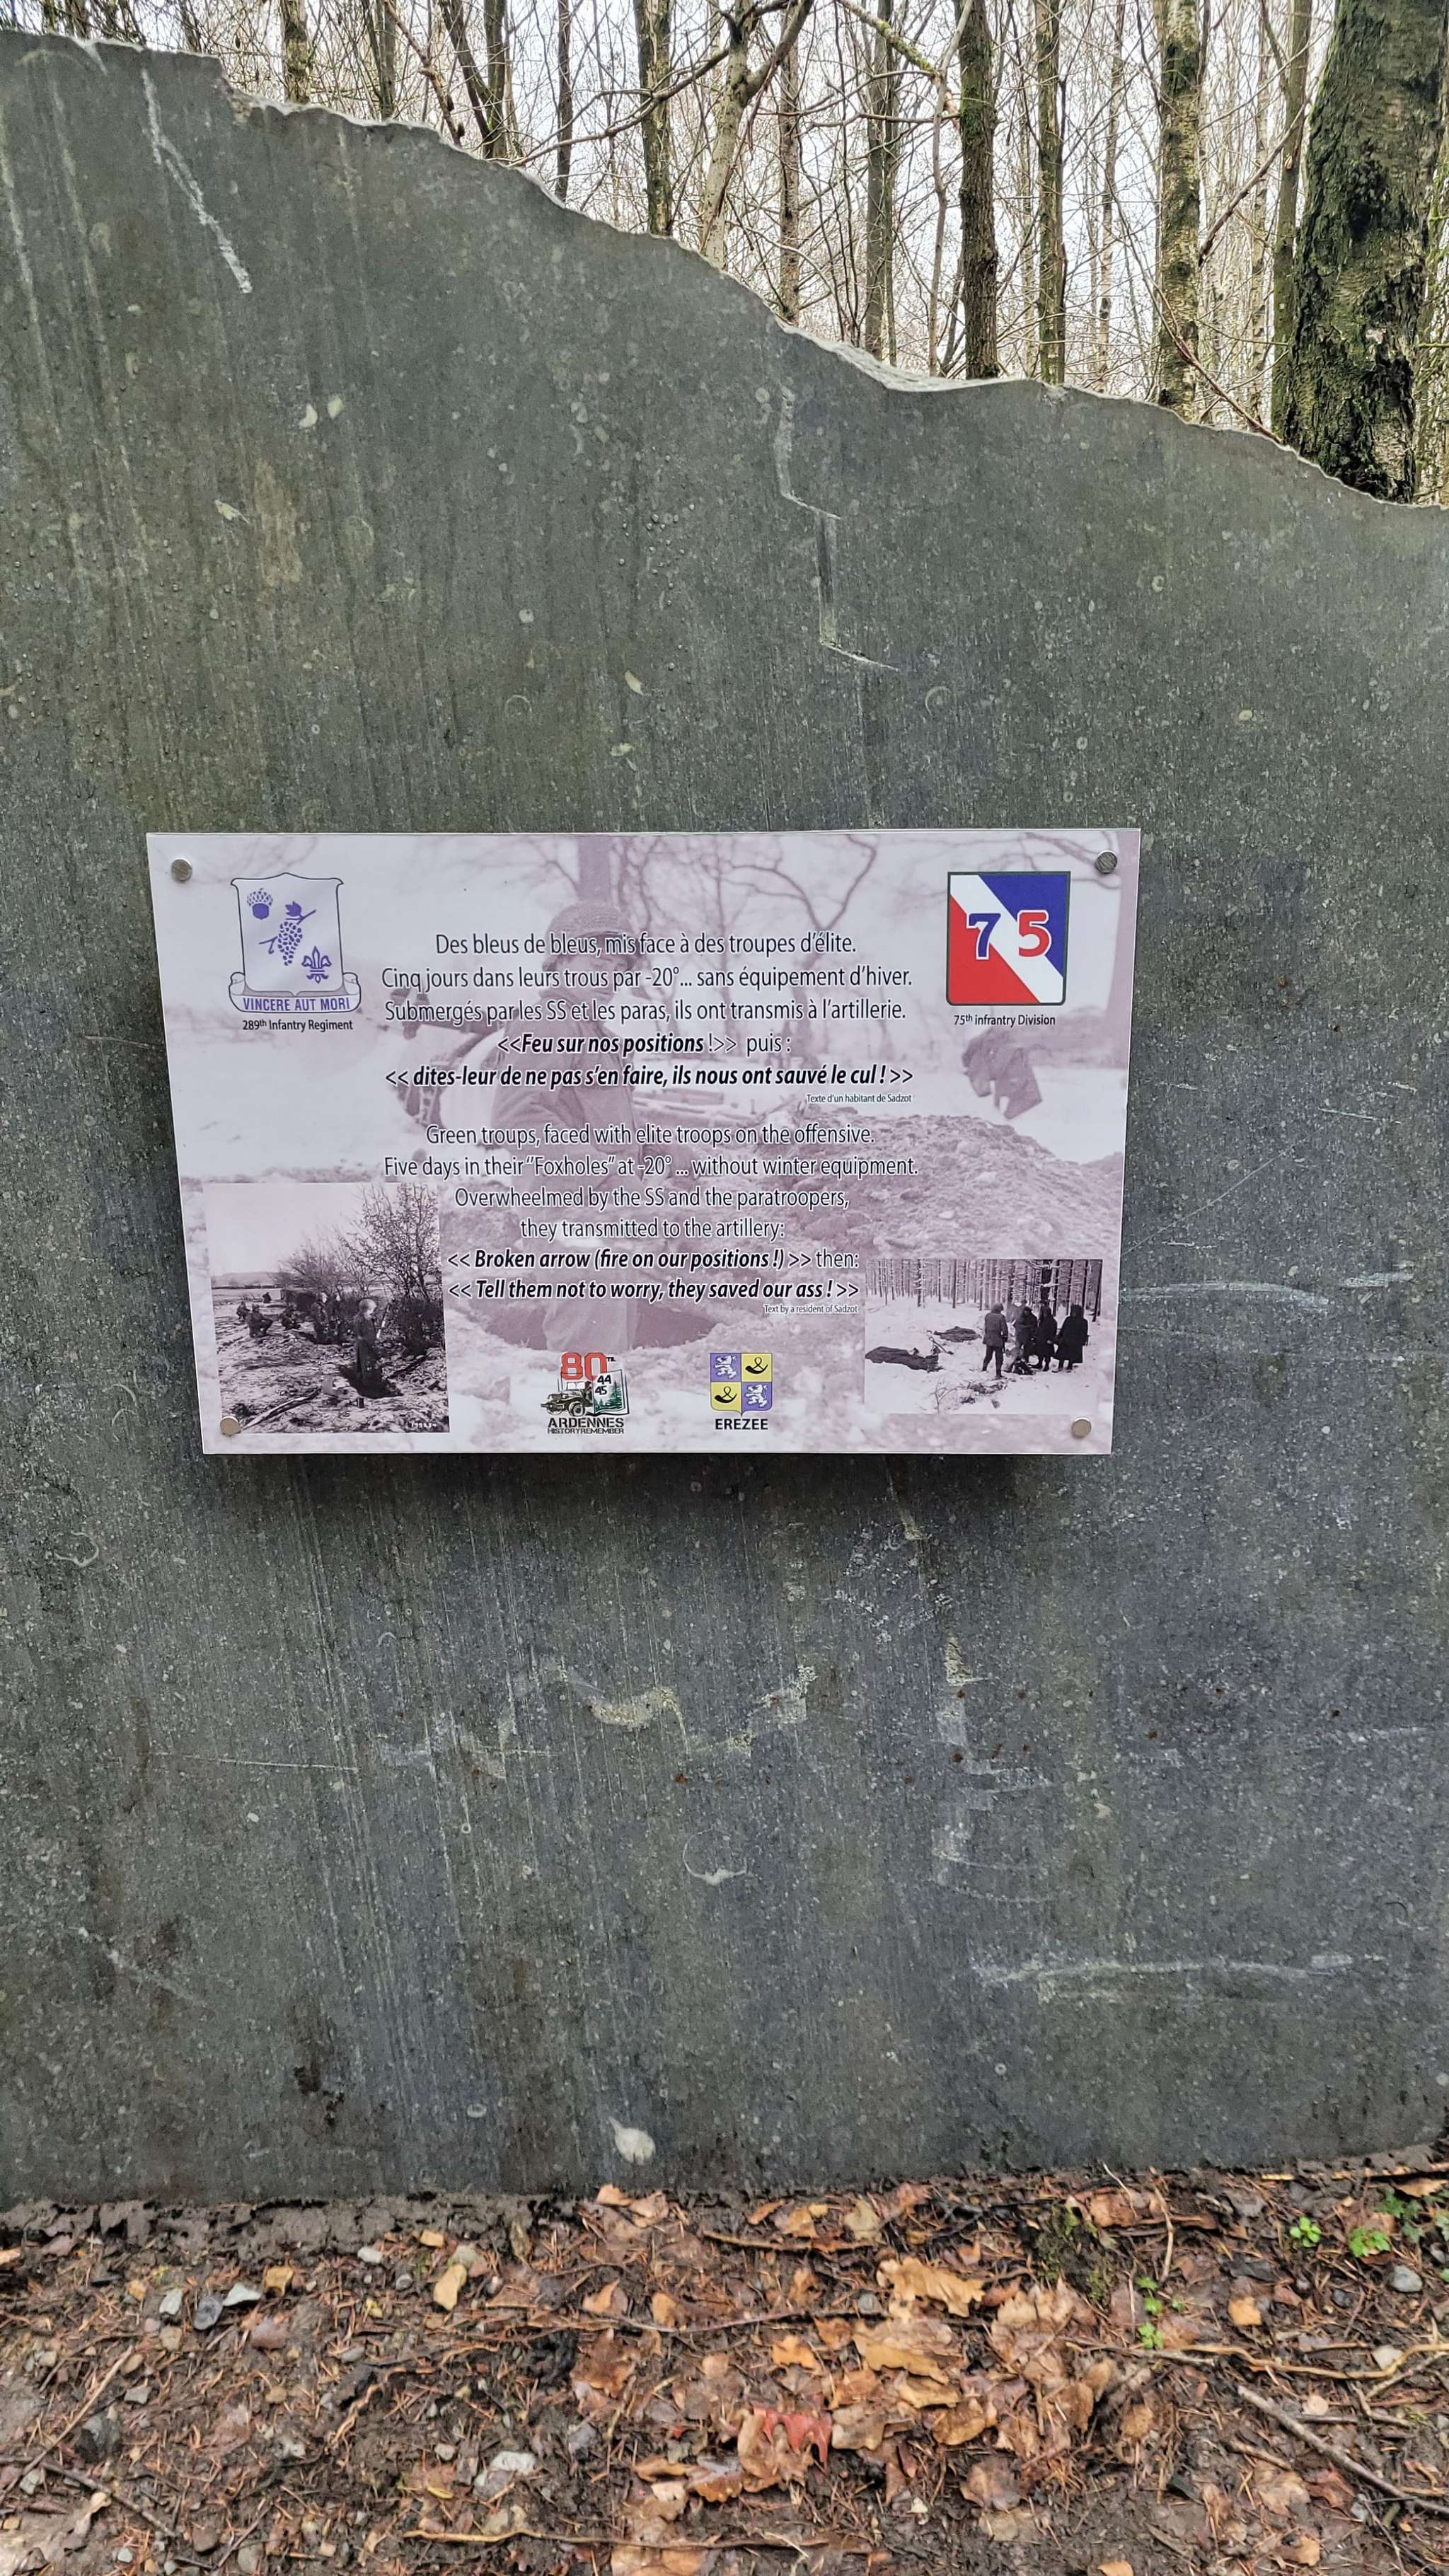 VINCERE AUT MORI
289th Infantry Regiment
75
75th infrantry Division
Des bleus de bleus, mis face à des troupes d'élite.
Cinq jours dans leurs trous par -20°... sans équipement d'hiver.
Submergés par les SS et les paras, ils ont transmis à l'artillerie.
<<Feu sur nos positions !>> puis :
<< dites-leur de ne pas s'en faire, ils nous ont sauvé le cul ! >>
Texte d'un habitant de Sadzot
Green troups, faced with elite troops on the offensive.
Five days in their "Foxholes" at -20° ... without winter equipment.
Overwheelmed by the SS and the paratroopers,
they transmitted to the artillery:
<< Broken arrow (fire on our positions !) >> then:
<< Tell them not to worry, they saved our ass ! >>
Text by a resident of Sadzot
80TH
44
45
ARDENNES
HISTORY REMEMBER
EREZEE